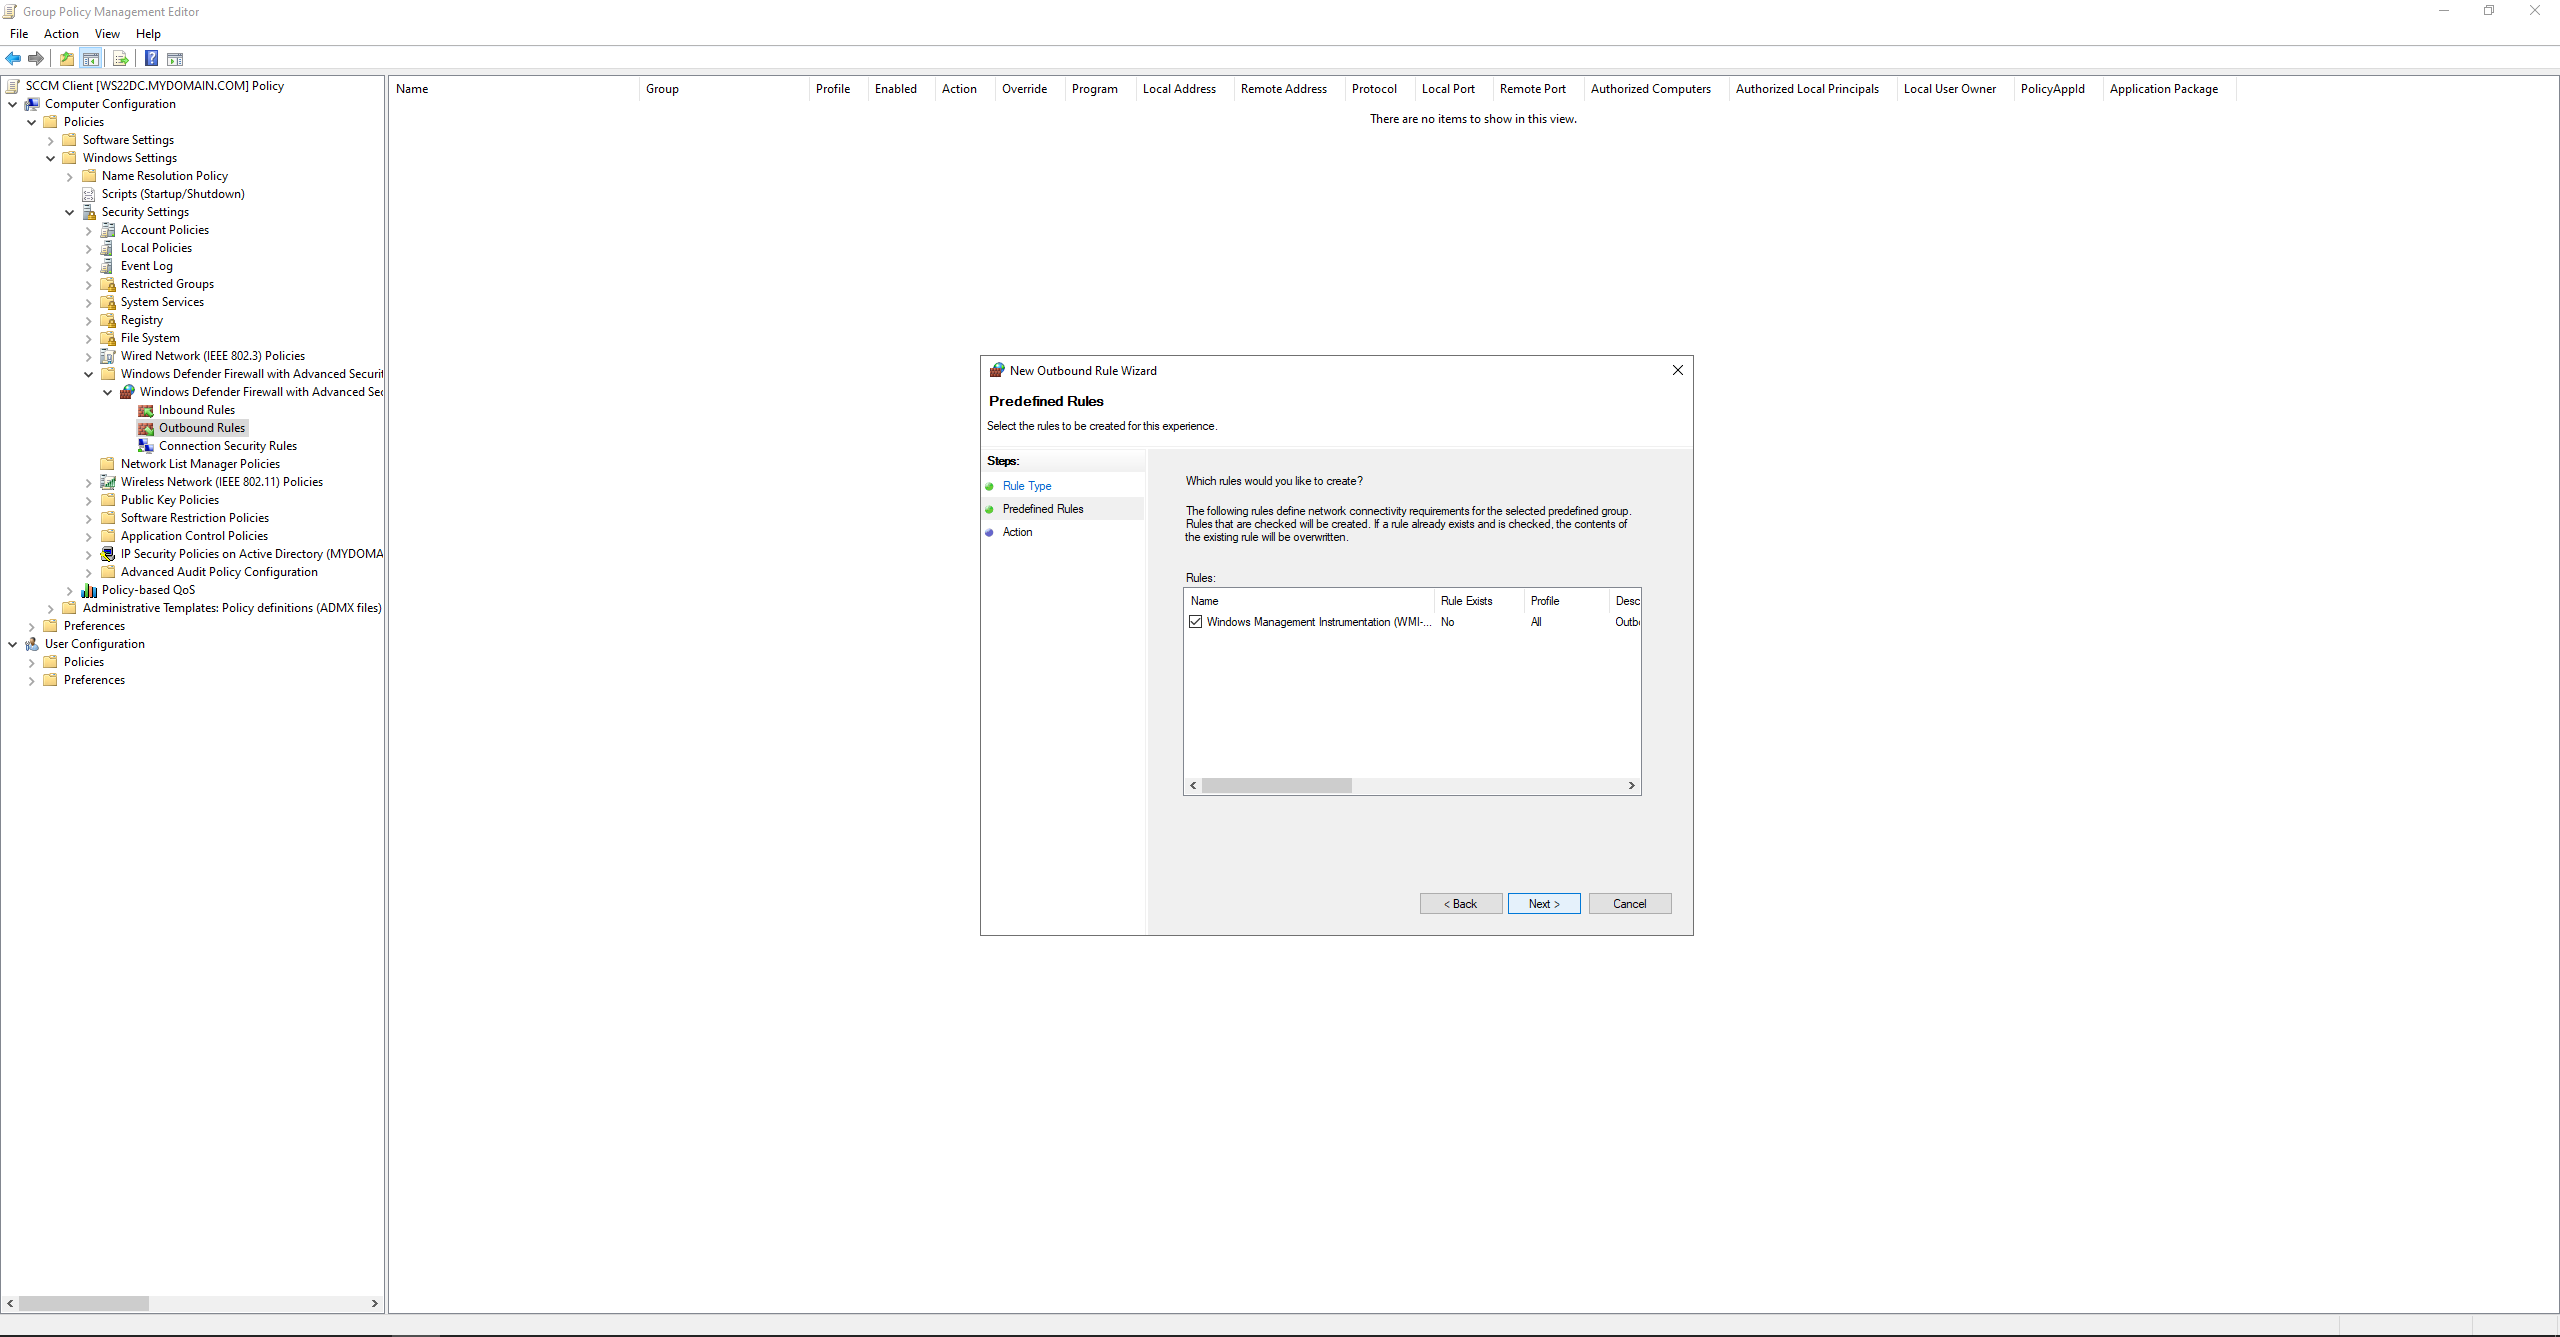 Group Policy Management Editor
File Action View Help
SCCM Client [WS22DC.MYDOMAIN.COM] Policy
Computer Configuration
Policies
Software Settings
Windows Settings
Name Resolution Policy
Scripts (Startup/Shutdown)
Security Settings
Account Policies
Local Policies
Event Log
Restricted Groups
System Services
Registry
File System
Wired Network (IEEE 802.3) Policies
Windows Defender Firewall with Advanced Securit
Windows Defender Firewall with Advanced Sec
Inbound Rules
Outbound Rules
Connection Security Rules
Network List Manager Policies
Wireless Network (IEEE 802.11) Policies
Public Key Policies
Software Restriction Policies
Application Control Policies
IP Security Policies on Active Directory (MYDOMA
Advanced Audit Policy Configuration
Policy-based QoS
Administrative Templates: Policy definitions (ADMX files)
Preferences
User Configuration
Policies
Preferences
Name Group Profile Enabled Action Override Program Local Address Remote Address Protocol Local Port Remote Port Authorized Computers Authorized Local Principals Local User Owner PolicyAppId Application Package
There are no items to show in this view.
New Outbound Rule Wizard
Predefined Rules
Select the rules to be created for this experience.
Steps:
Rule Type
Predefined Rules
Action
Which rules would you like to create?
The following rules define network connectivity requirements for the selected predefined group.
Rules that are checked will be created. If a rule already exists and is checked, the contents of
the existing rule will be overwritten.
Rules:
Name Rule Exists Profile Desc
Windows Management Instrumentation (WMI-... No All Outb
< Back Next > Cancel